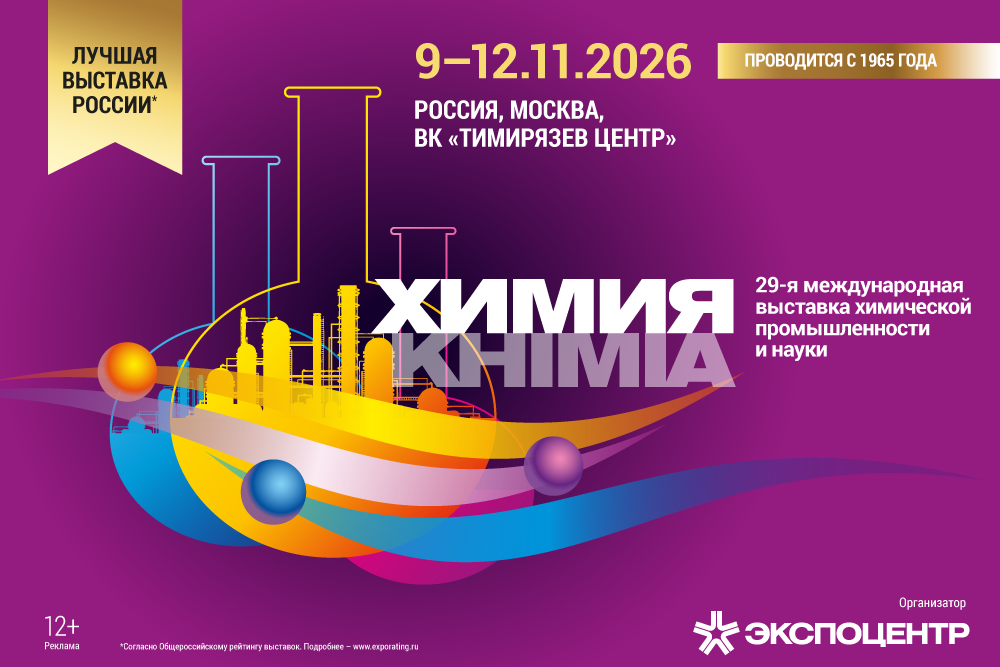 ЛУЧШАЯ
ВЫСТАВКА
РОССИИ*
9–12.11.2026
ПРОВОДИТСЯ С 1965 ГОДА
РОССИЯ, МОСКВА,
ВК «ТИМИРЯЗЕВ ЦЕНТР»
ХИМИЯ
KHIMIA
29-я международная
выставка химической
промышленности
и науки
Организатор
ЭКСПОЦЕНТР
12+
Реклама
*Согласно Общероссийскому рейтингу выставок. Подробнее – www.exporating.ru